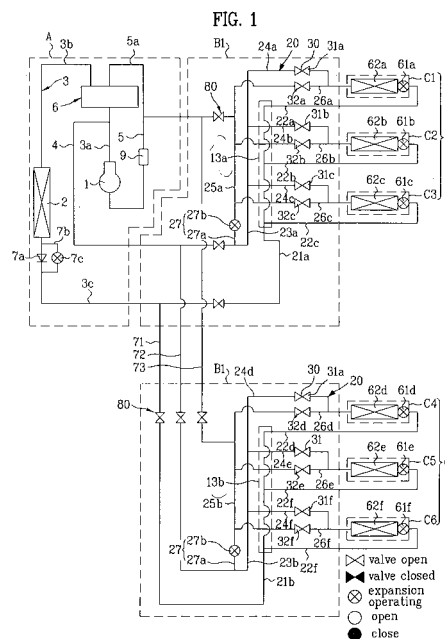 FIG. 1
A
3b
5a
B1
24a
20
30
31a
62a
61a
C1
3
6
80
4
3a
5
9
1
2
7b
7a
7c
3c
32a
22a
26a
31b
13a
24b
25a
32b
22b
26b
62b
61b
C2
31c
24c
32c
26c
62c
61c
C3
27
27b
27a
23a
22c
21a
71
72
73
80
B1
24d
30
31a
20
62d
61d
C4
32d
22d
26d
31
13b
24e
25b
32e
22f
26e
62e
61e
C5
31f
24f
32f
26f
62f
61f
C6
27
27b
27a
23b
22f
21b
valve open
valve closed
expansion
operating
open
close